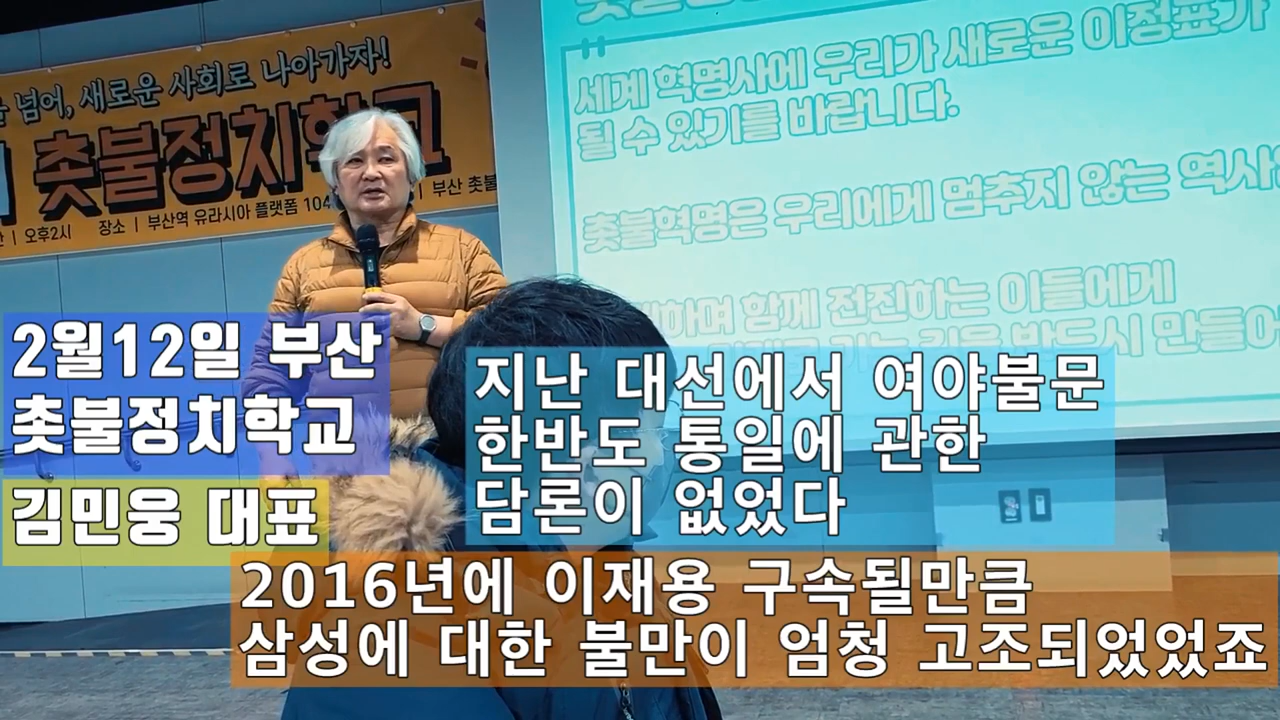 넘어, 새로운 사회로 나아가자!
촛불정치학교
오후2시 장소 | 부산역 유라시아 플랫폼 104
부산 촛불
세계 혁명사에 우리가 새로운 이정표가
될 수 있기를 바랍니다.
촛불혁명은 우리에게 멈추지 않는 역사
하며 함께 전진하는 이들에게
반드시 만들어
2월12일 부산
촛불정치학교
김민웅 대표
지난 대선에서 여야불문
한반도 통일에 관한
담론이 없었다
2016년에 이재용 구속될만큼
삼성에 대한 불만이 엄청 고조되었었죠